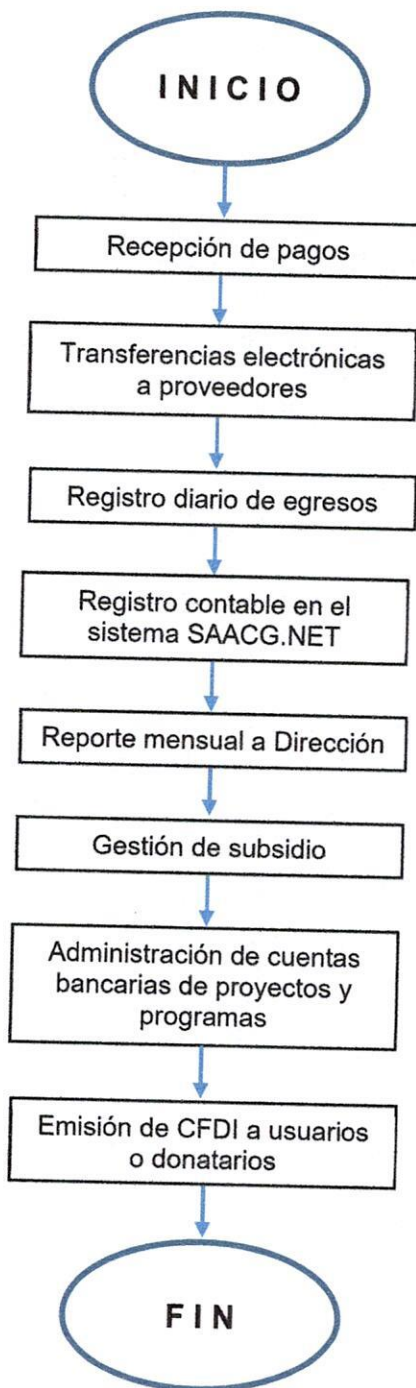 INICIO
Recepción de pagos
Transferencias electrónicas
a proveedores
Registro diario de egresos
Registro contable en el
sistema SAACG.NET
Reporte mensual a Dirección
Gestión de subsidio
Administración de cuentas
bancarias de proyectos y
programas
Emisión de CFDI a usuarios
o donatarios
FIN